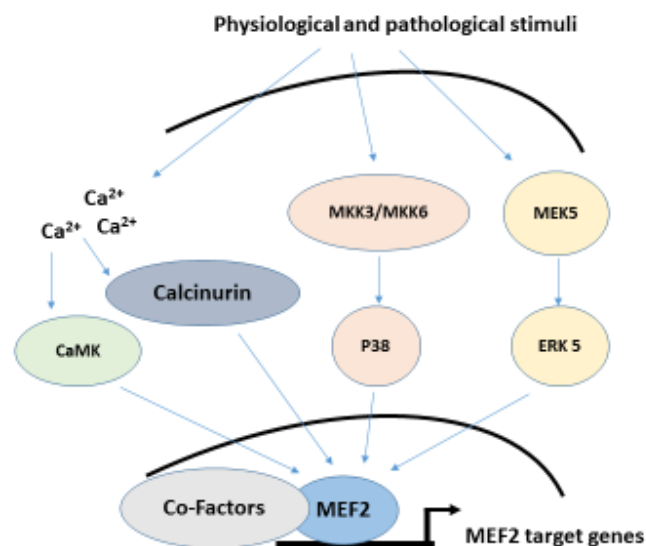 Physiological and pathological stimuli
Ca²⁺
Ca²⁺ Ca²⁺
MKK3/MKK6
MEK5
Calcinurin
CaMK
P38
ERK 5
Co-Factors
MEF2
MEF2 target genes